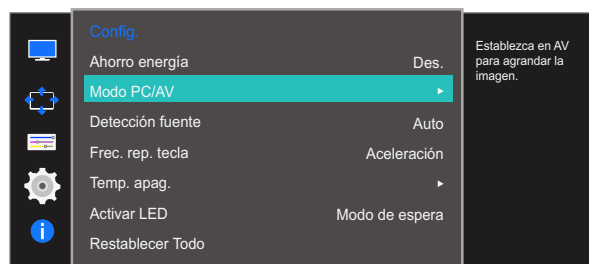 Config.
Ahorro energía Des.
Modo PC/AV
Detección fuente Auto
Frec. rep. tecla Aceleración
Temp. apag.
Activar LED Modo de espera
Restablecer Todo
Establezca en AV
para agrandar la
imagen.